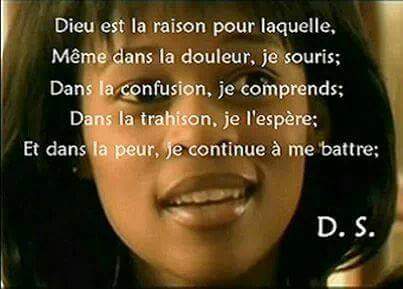 Dieu est la raison pour laquelle,
Même dans la douleur, je souris;
Dans la confusion, je comprends;
Dans la trahison, je l'espère;
Et dans la peur, je continue à me battre;
D. S.